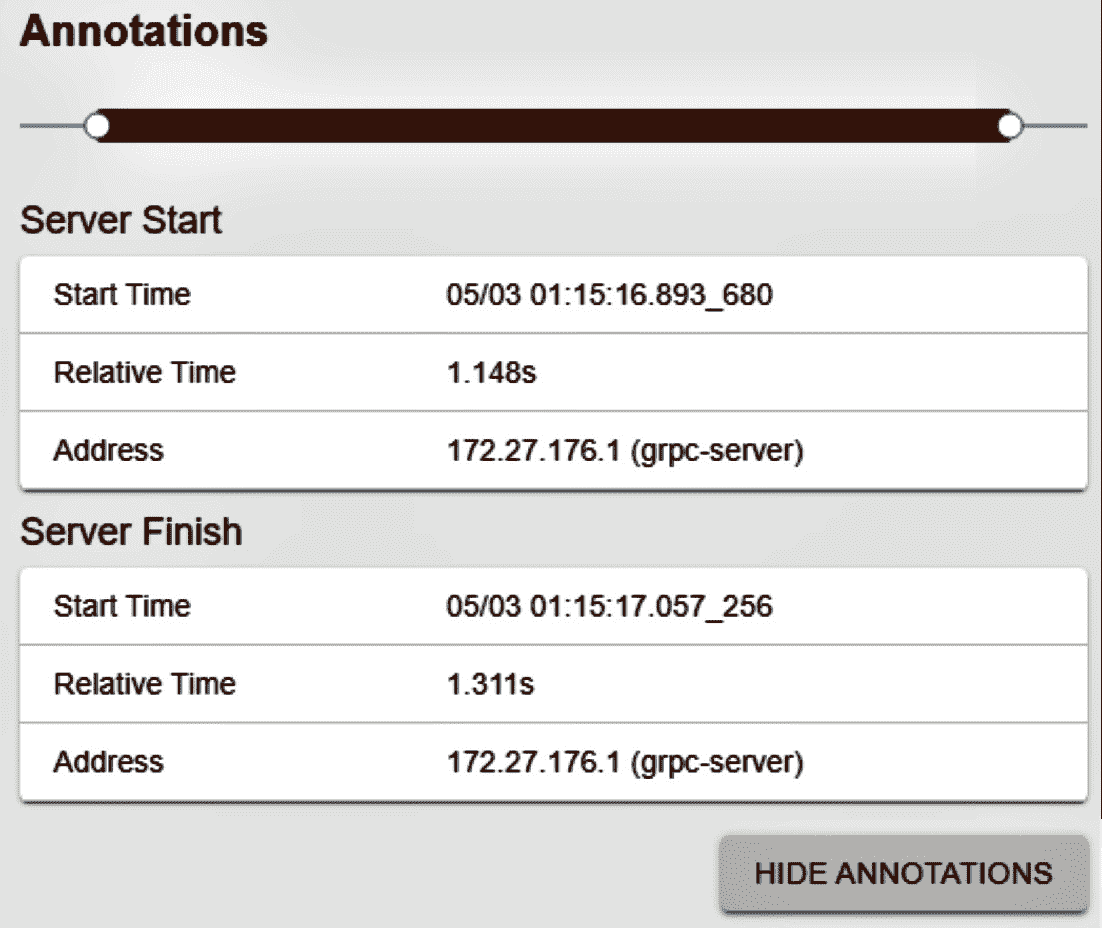 Annotations
Server Start
Start Time 05/03 01:15:16.893_680
Relative Time 1.148s
Address 172.27.176.1 (grpc-server)
Server Finish
Start Time 05/03 01:15:17.057_256
Relative Time 1.311s
Address 172.27.176.1 (grpc-server)
HIDE ANNOTATIONS